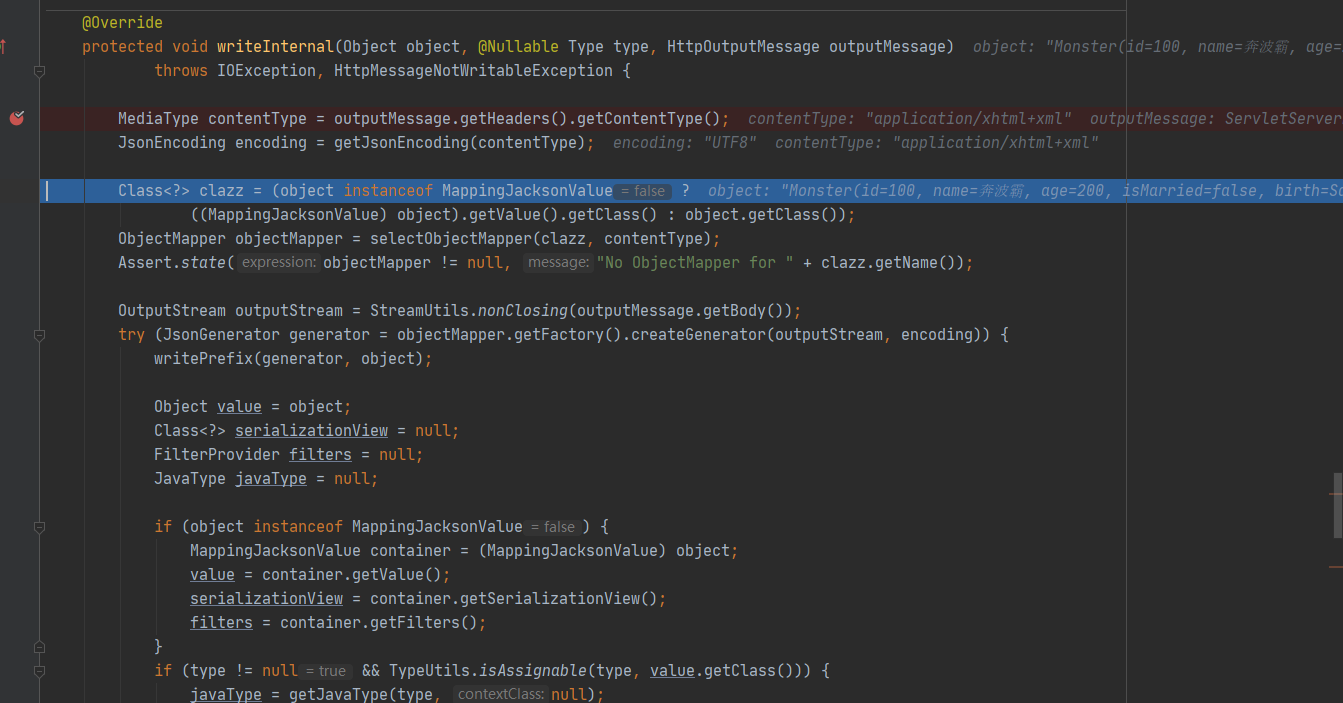 @Override
protected void writeInternal(Object object, @Nullable Type type, HttpOutputMessage outputMessage)  object: "Monster(id=100, name=奔波霸, age=
throws IOException, HttpMessageNotWritableException {
MediaType contentType = outputMessage.getHeaders().getContentType();  contentType: "application/xhtml+xml"  outputMessage: ServletServer
JsonEncoding encoding = getJsonEncoding(contentType);  encoding: "UTF8"  contentType: "application/xhtml+xml"
Class<?> clazz = (object instanceof MappingJacksonValue = false ?  object: "Monster(id=100, name=奔波霸, age=200, isMarried=false, birth=Sa
((MappingJacksonValue) object).getValue().getClass() : object.getClass());
ObjectMapper objectMapper = selectObjectMapper(clazz, contentType);
Assert.state( expression: objectMapper != null,  message: "No ObjectMapper for " + clazz.getName());
OutputStream outputStream = StreamUtils.nonClosing(outputMessage.getBody());
try (JsonGenerator generator = objectMapper.getFactory().createGenerator(outputStream, encoding)) {
writePrefix(generator, object);
Object value = object;
Class<?> serializationView = null;
FilterProvider filters = null;
JavaType javaType = null;
if (object instanceof MappingJacksonValue = false ) {
MappingJacksonValue container = (MappingJacksonValue) object;
value = container.getValue();
serializationView = container.getSerializationView();
filters = container.getFilters();
}
if (type != null = true && TypeUtils.isAssignable(type, value.getClass())) {
javaType = getJavaType(type,  contextClass: null);